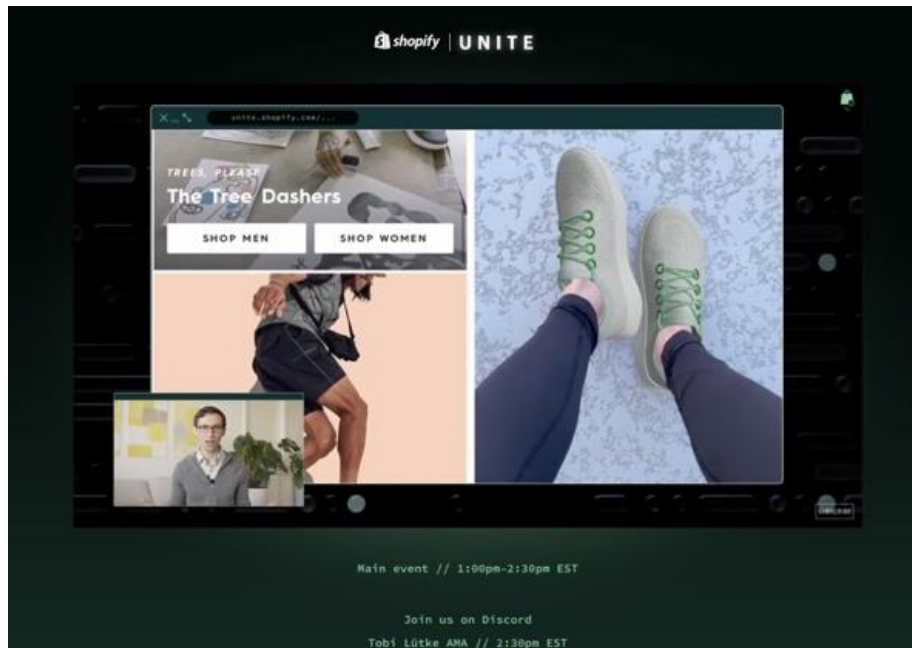 shopify | UNITE
unite.shopify.com/...
TREES, PLEASE
The Tree Dashers
SHOP MEN
SHOP WOMEN
SUBSCRIBE
Main event // 1:00pm-2:30pm EST
Join us on Discord
Tobi Lütke AMA // 2:30pm EST